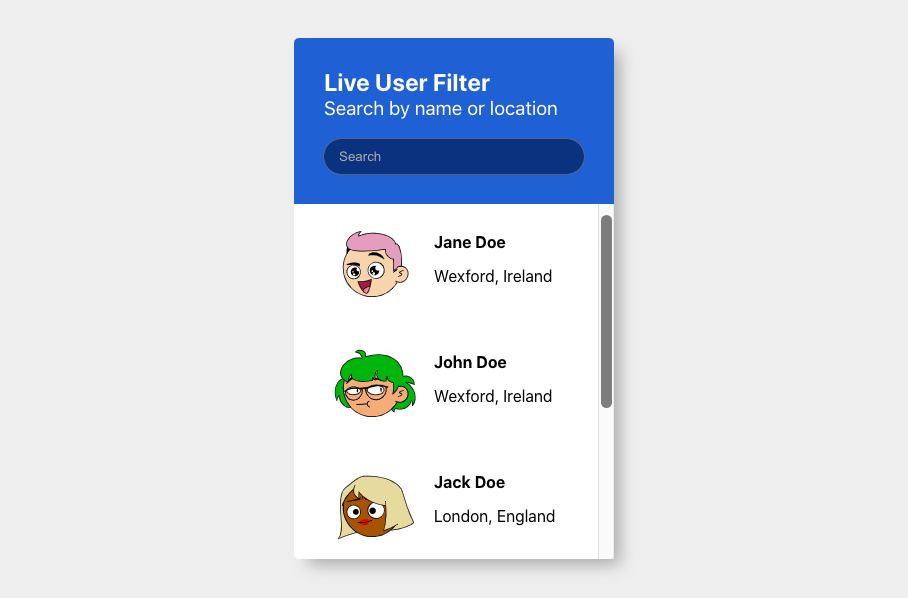 Live User Filter
Search by name or location
Search
Jane Doe
Wexford, Ireland
John Doe
Wexford, Ireland
Jack Doe
London, England